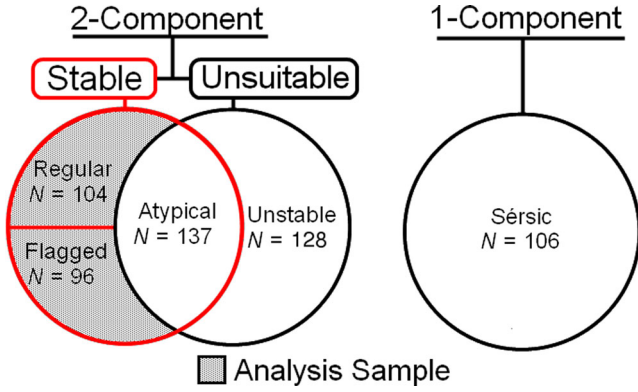 2-Component
1-Component
Stable
Unsuitable
Regular
N = 104
Flagged
N = 96
Atypical
N = 137
Unstable
N = 128
Sérsic
N = 106
Analysis Sample